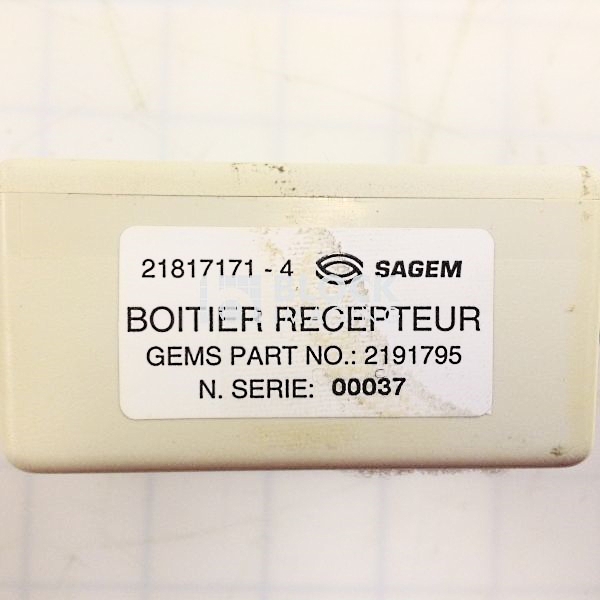 21817171 - 4 SAGEM
BOITIER RECEPTEUR
GEMS PART NO.: 2191795
N. SERIE: 00037